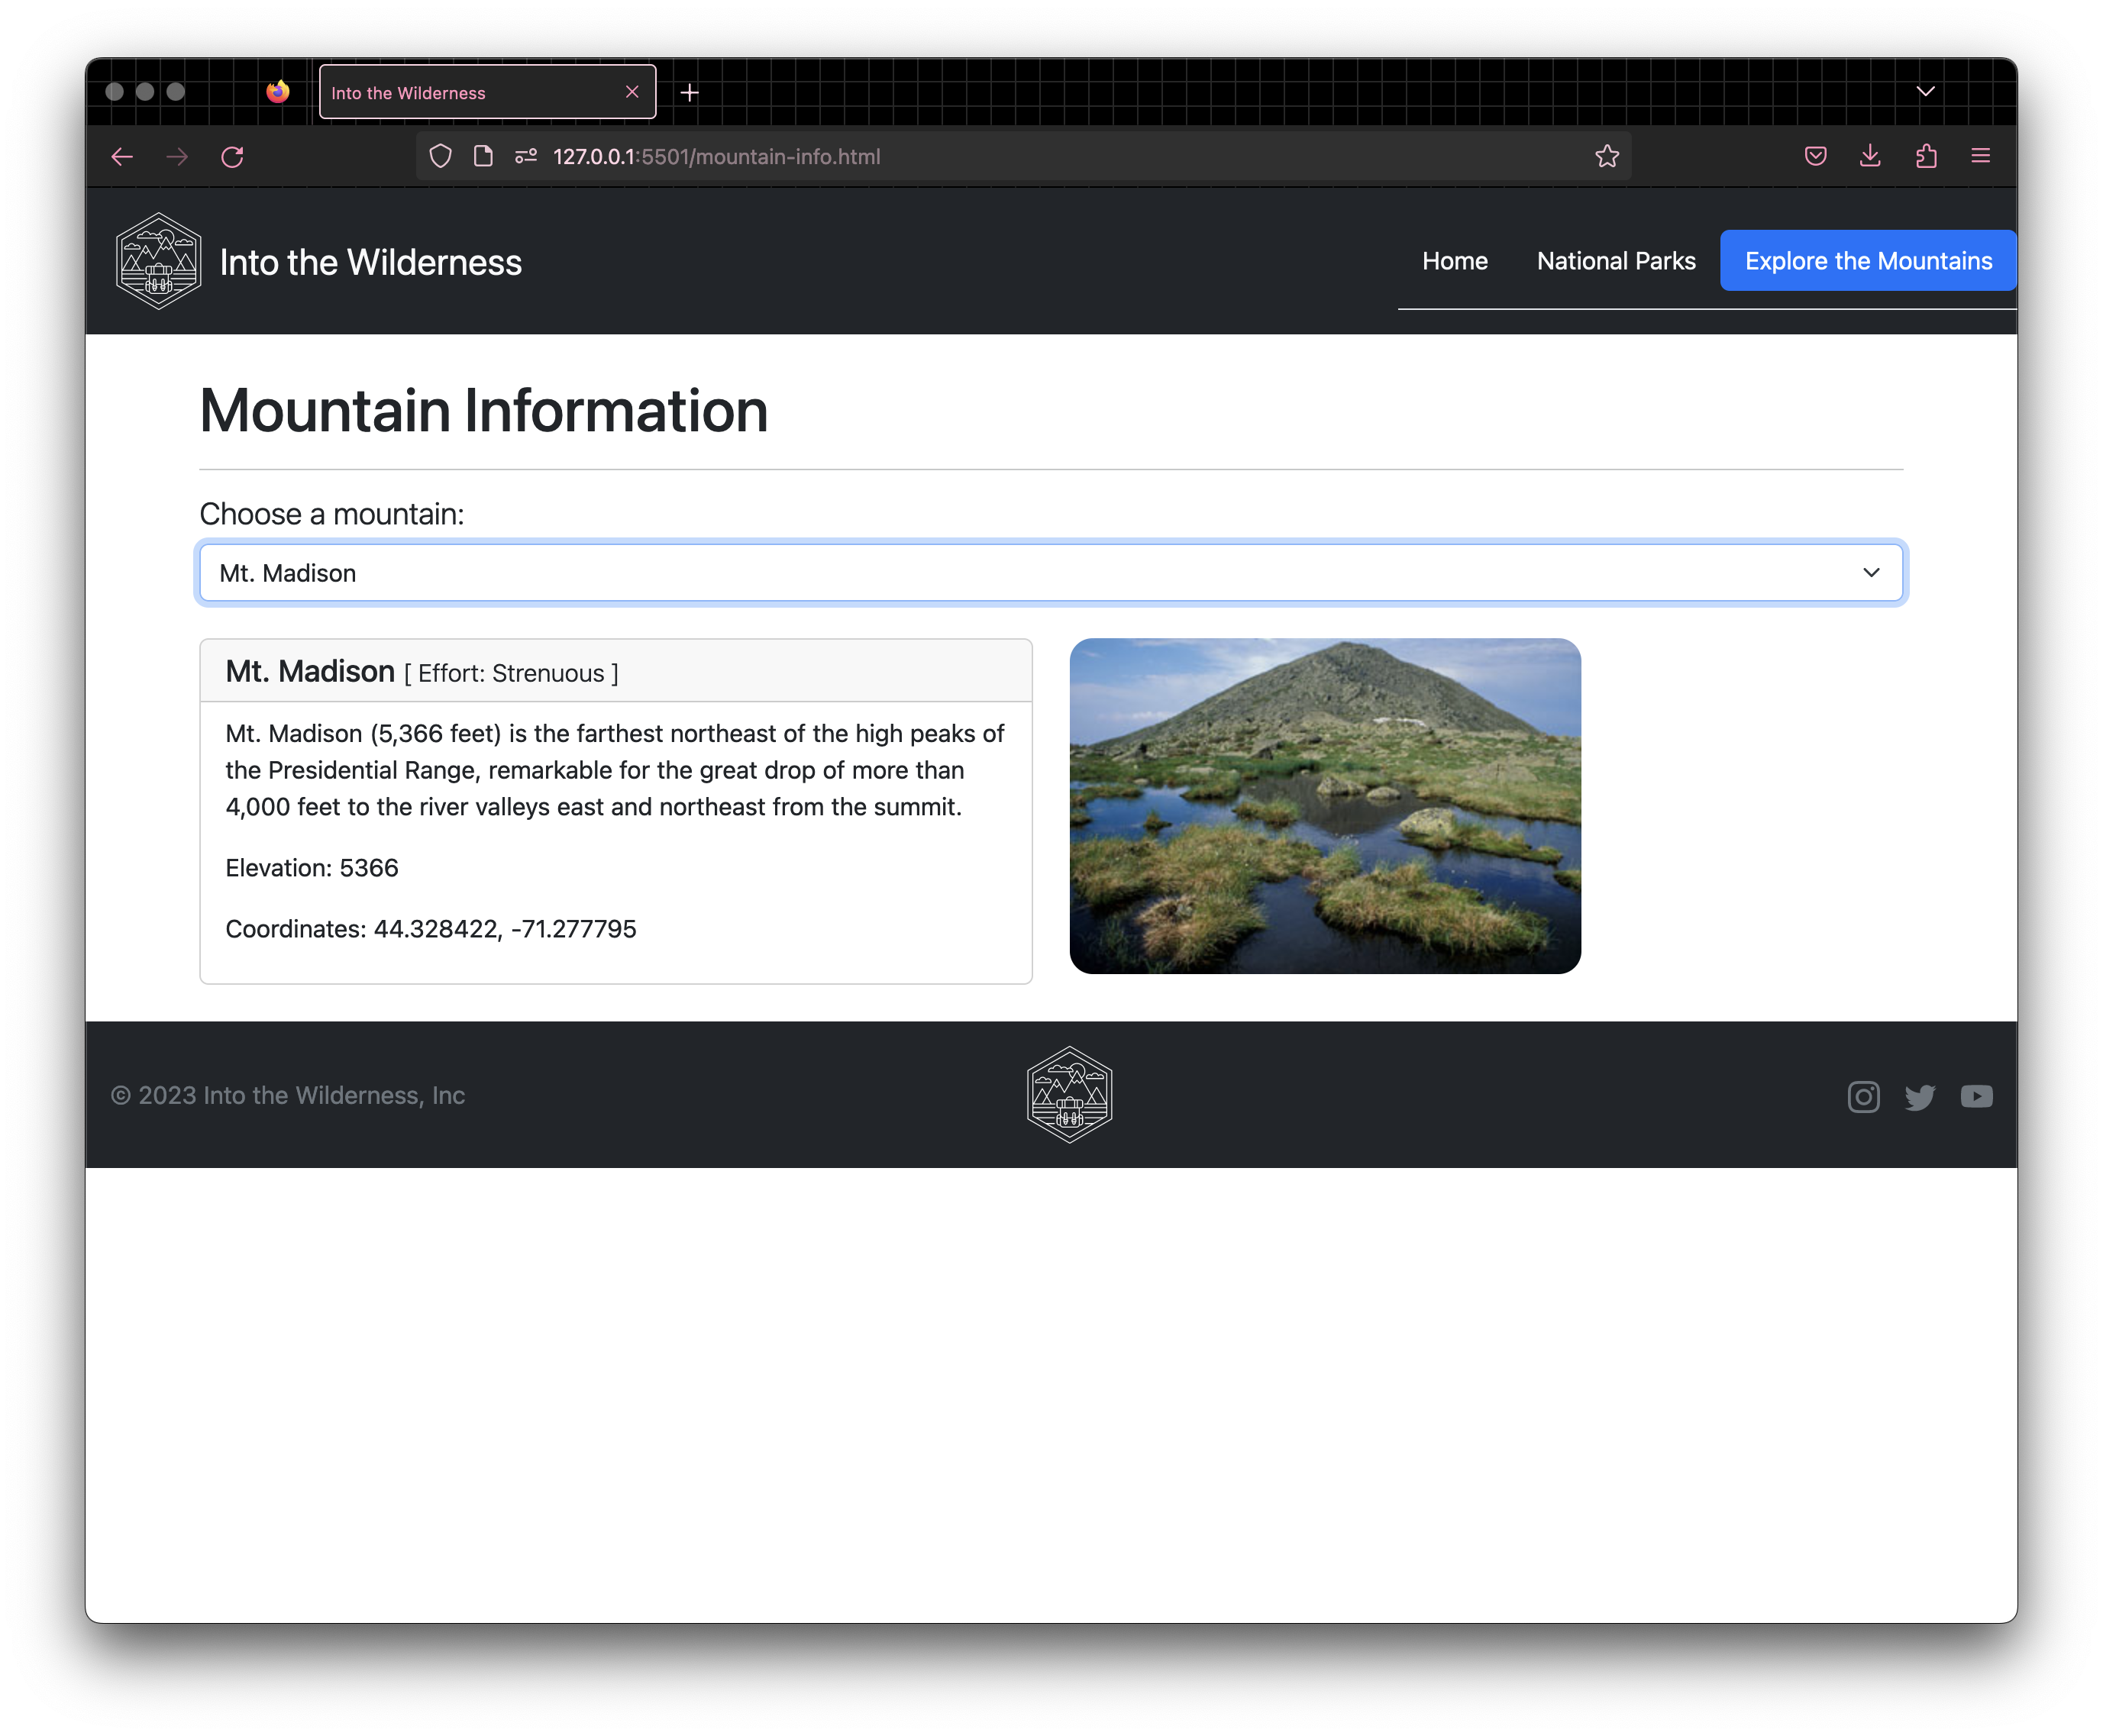 Into the Wilderness
127.0.0.1:5501/mountain-info.html
Into the Wilderness
Home
National Parks
Explore the Mountains
Mountain Information
Choose a mountain:
Mt. Madison
Mt. Madison [ Effort: Strenuous ]
Mt. Madison (5,366 feet) is the farthest northeast of the high peaks of
the Presidential Range, remarkable for the great drop of more than
4,000 feet to the river valleys east and northeast from the summit.
Elevation: 5366
Coordinates: 44.328422, -71.277795
© 2023 Into the Wilderness, Inc